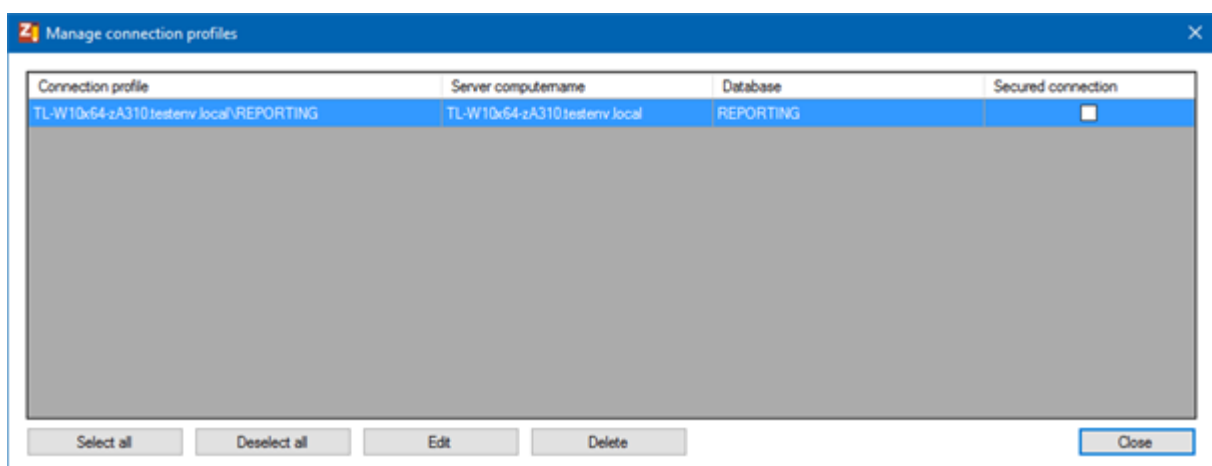 Manage connection profiles
Connection profile Server computername Database Secured connection
TL-W10x64-zA310.testenv.local\REPORTING TL-W10x64-zA310.testenv.local REPORTING
Select all Deselect all Edit Delete Close